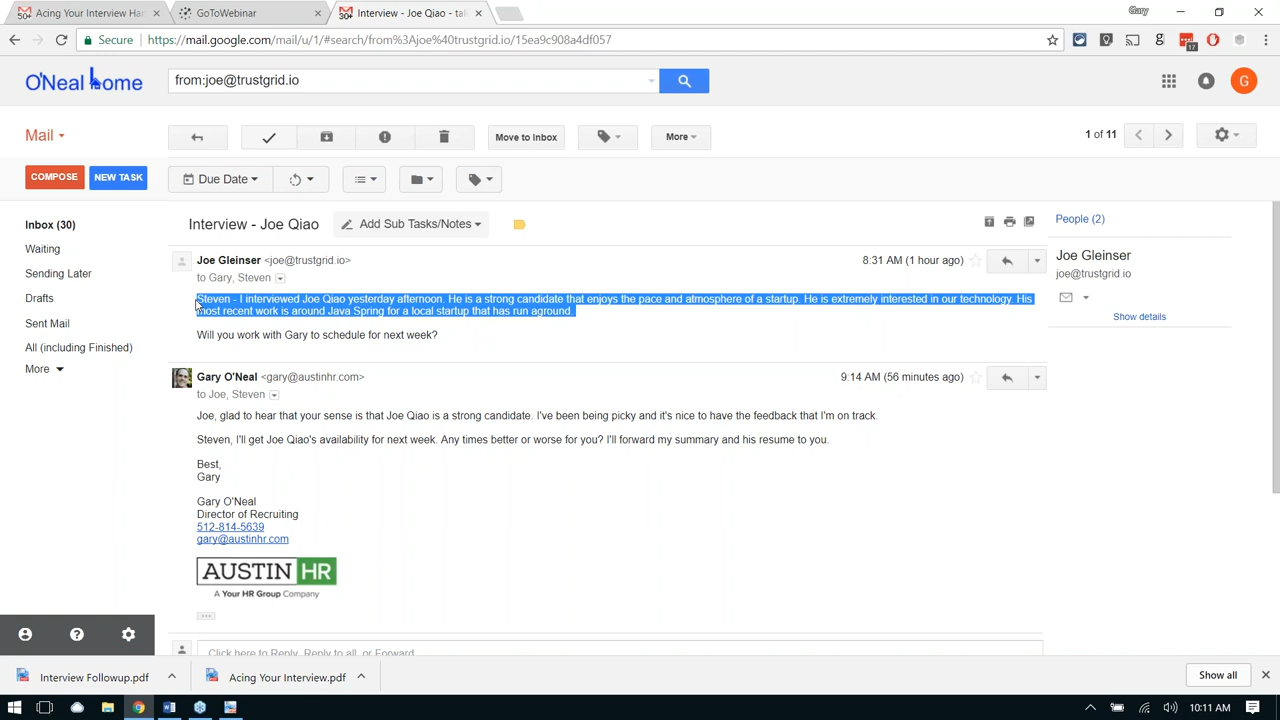 Acing Your Interview Han
GoToWebinar
Interview - Joe Qiao - tak
Gary
Secure
https://mail.google.com/mail/u/1/#search/from%3Ajoe%40trustgrid.io/15ea9c908a4df057
O'Neal home
from:joe@trustgrid.io
Mail
Move to Inbox
More
1 of 11
COMPOSE
NEW TASK
Due Date
Inbox (30)
Waiting
Sending Later
Drafts
Sent Mail
All (including Finished)
More
Interview - Joe Qiao
Add Sub Tasks/Notes
People (2)
Joe Gleinser
joe@trustgrid.io
Show details
Joe Gleinser <joe@trustgrid.io>
8:31 AM (1 hour ago)
to Gary, Steven
Steven - I interviewed Joe Qiao yesterday afternoon. He is a strong candidate that enjoys the pace and atmosphere of a startup. He is extremely interested in our technology. His
most recent work is around Java Spring for a local startup that has run aground.
Will you work with Gary to schedule for next week?
Gary O'Neal <gary@austinhr.com>
9:14 AM (56 minutes ago)
to Joe, Steven
Joe, glad to hear that your sense is that Joe Qiao is a strong candidate. I've been being picky and it's nice to have the feedback that I'm on track.
Steven, I'll get Joe Qiao's availability for next week. Any times better or worse for you? I'll forward my summary and his resume to you.
Best,
Gary
Gary O'Neal
Director of Recruiting
512-814-5639
gary@austinhr.com
AUSTIN HR
A Your HR Group Company
Click here to Reply, Reply to all, or Forward
Interview Followup.pdf
Acing Your Interview.pdf
Show all
10:11 AM